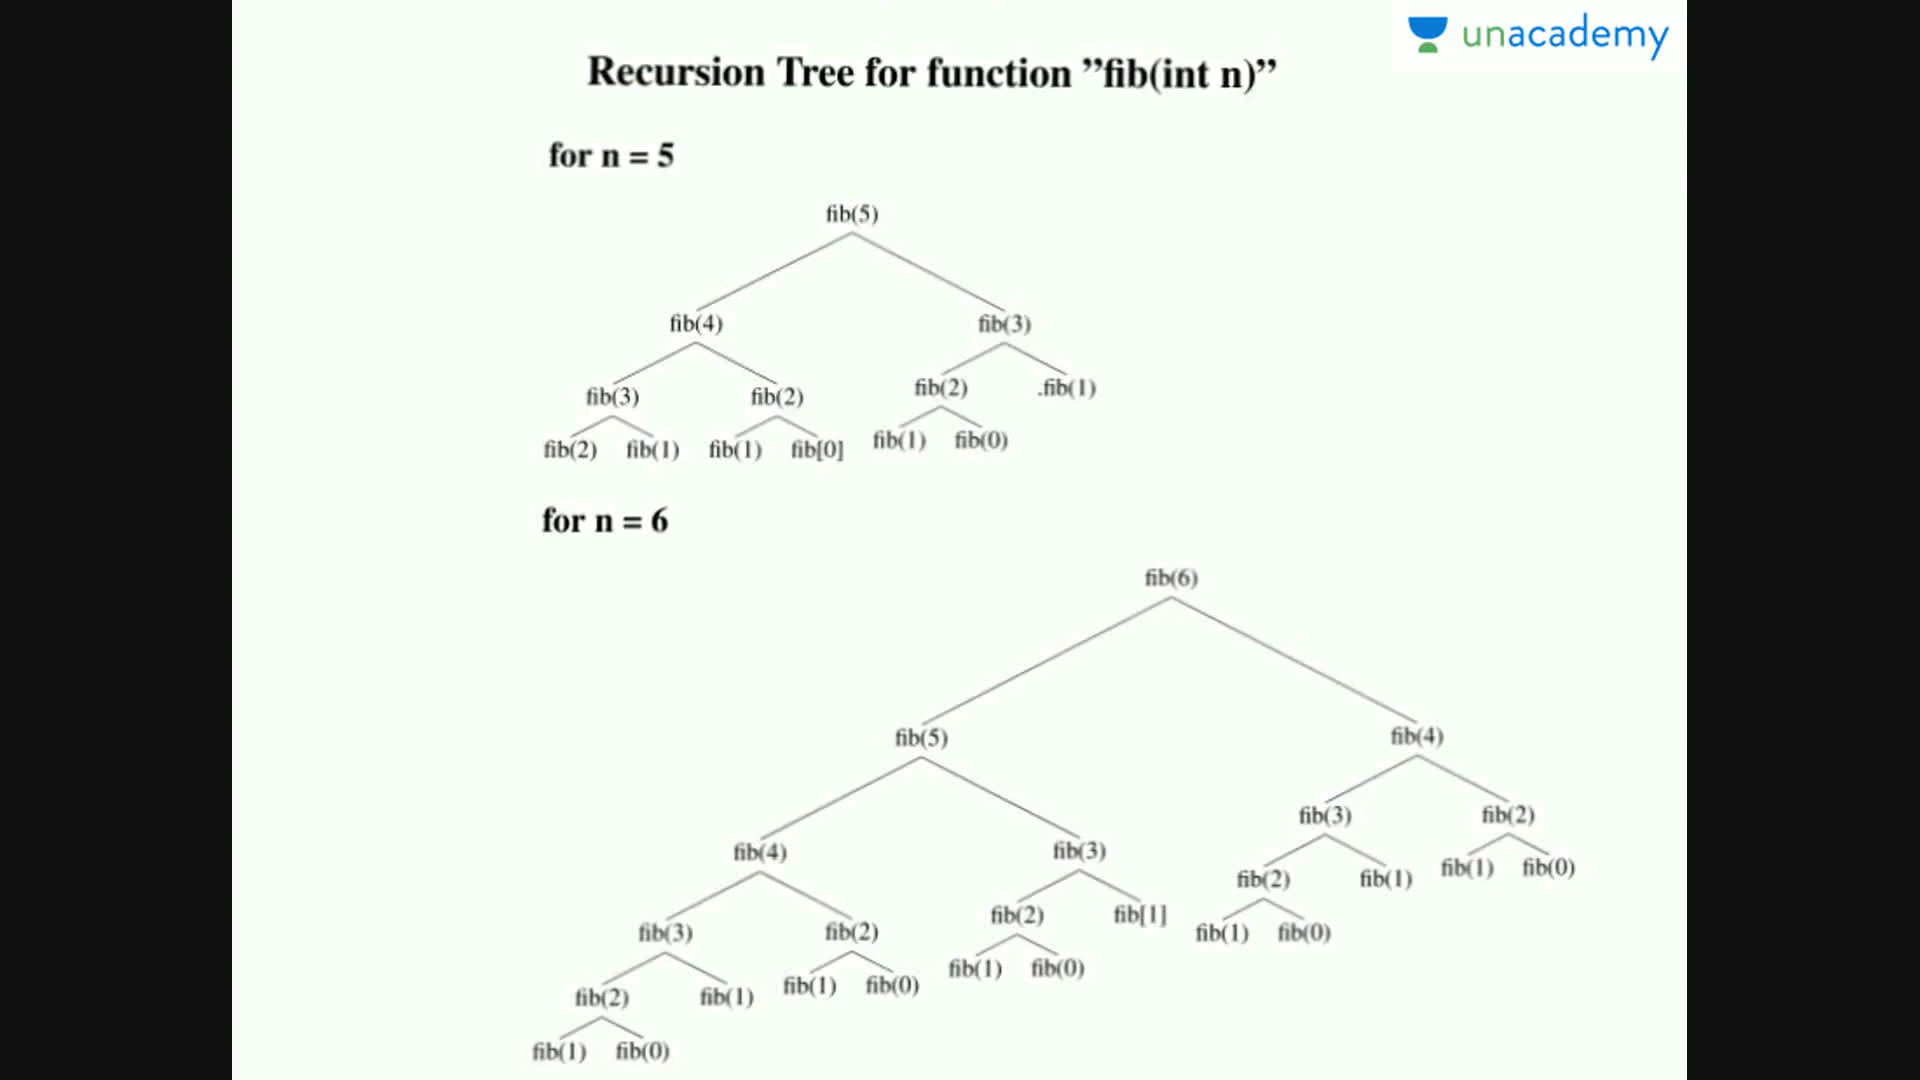 unacademy
Recursion Tree for function ”fib(int n)”
for n = 5
fib(5)
fib(4) fib(3)
fib(3) fib(2) fib(2) .fib(1)
fib(2) fib(1) fib(1) fib[0] fib(1) fib(0)
for n = 6
fib(6)
fib(5) fib(4)
fib(3) fib(2)
fib(4) fib(3)
fib(2) fib(1) fib(1) fib(0)
fib(2) fib[1]
fib(3) fib(2) fib(1) fib(0)
fib(1) fib(0)
fib(2) fib(1) fib(1) fib(0)
fib(1) fib(0)